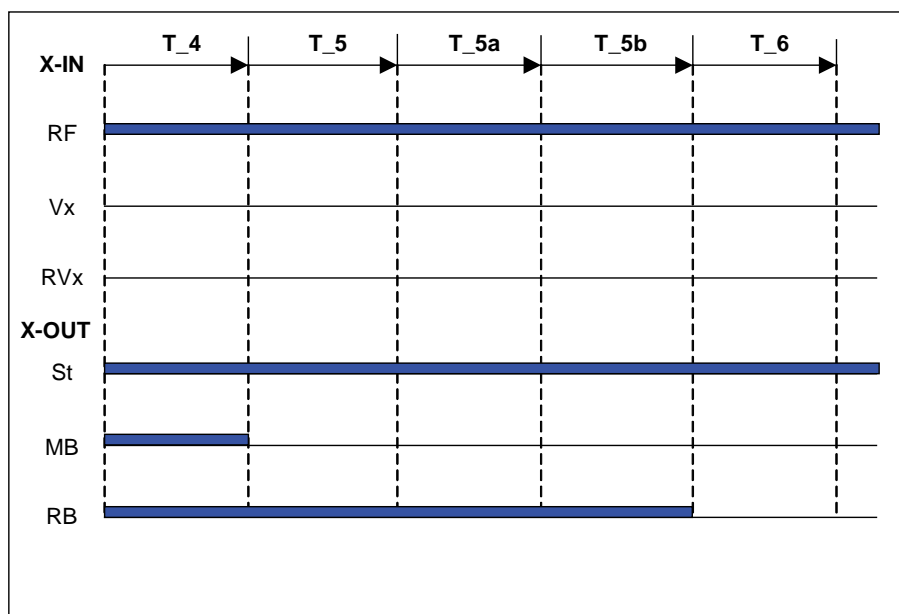 T_4 T_5 T_5a T_5b T_6
X-IN
RF
Vx
RVx
X-OUT
St
MB
RB